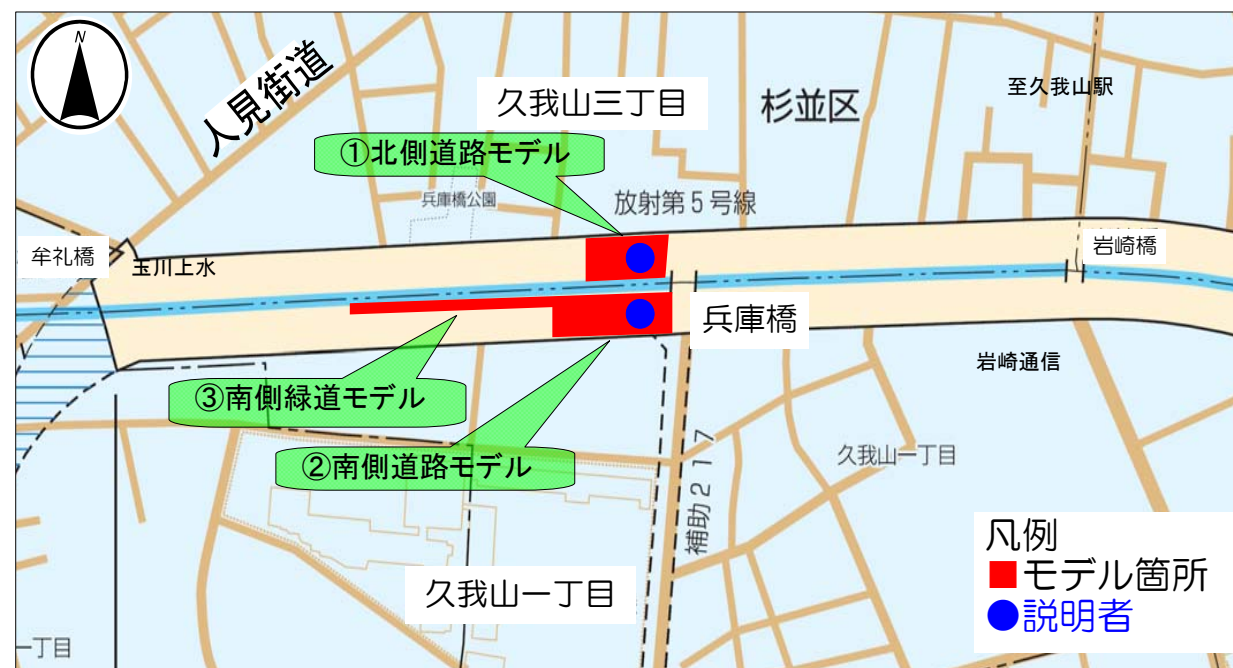 N
人見街道
久我山三丁目
杉並区
至久我山駅
①北側道路モデル
兵庫橋公園
放射第5号線
牟礼橋
玉川上水
岩崎橋
兵庫橋
岩崎通信
③南側緑道モデル
②南側道路モデル
補助217
久我山一丁目
久我山一丁目
一丁目
凡例
■モデル箇所
●説明者